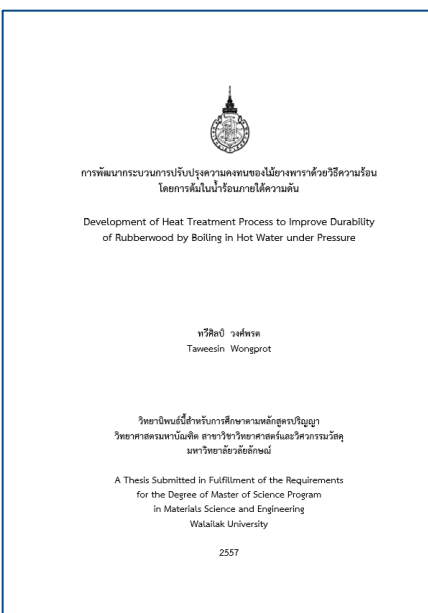 การพัฒนากระบวนการปรับปรุงความคงทนของไม้ยางพาราด้วยวิธีความร้อน
โดยการต้มในน้ำร้อนภายใต้ความดัน
Development of Heat Treatment Process to Improve Durability
of Rubberwood by Boiling in Hot Water under Pressure
ทวีศิลป์ วงศ์พรต
Taweesin Wongprot
วิทยานิพนธ์นี้สำหรับการศึกษาตามหลักสูตรปริญญา
วิทยาศาสตรมหาบัณฑิต สาขาวิชาวิทยาศาสตร์และวิศวกรรมวัสดุ
มหาวิทยาลัยวลัยลักษณ์
A Thesis Submitted in Fulfillment of the Requirements
for the Degree of Master of Science Program
in Materials Science and Engineering
Walailak University
2557